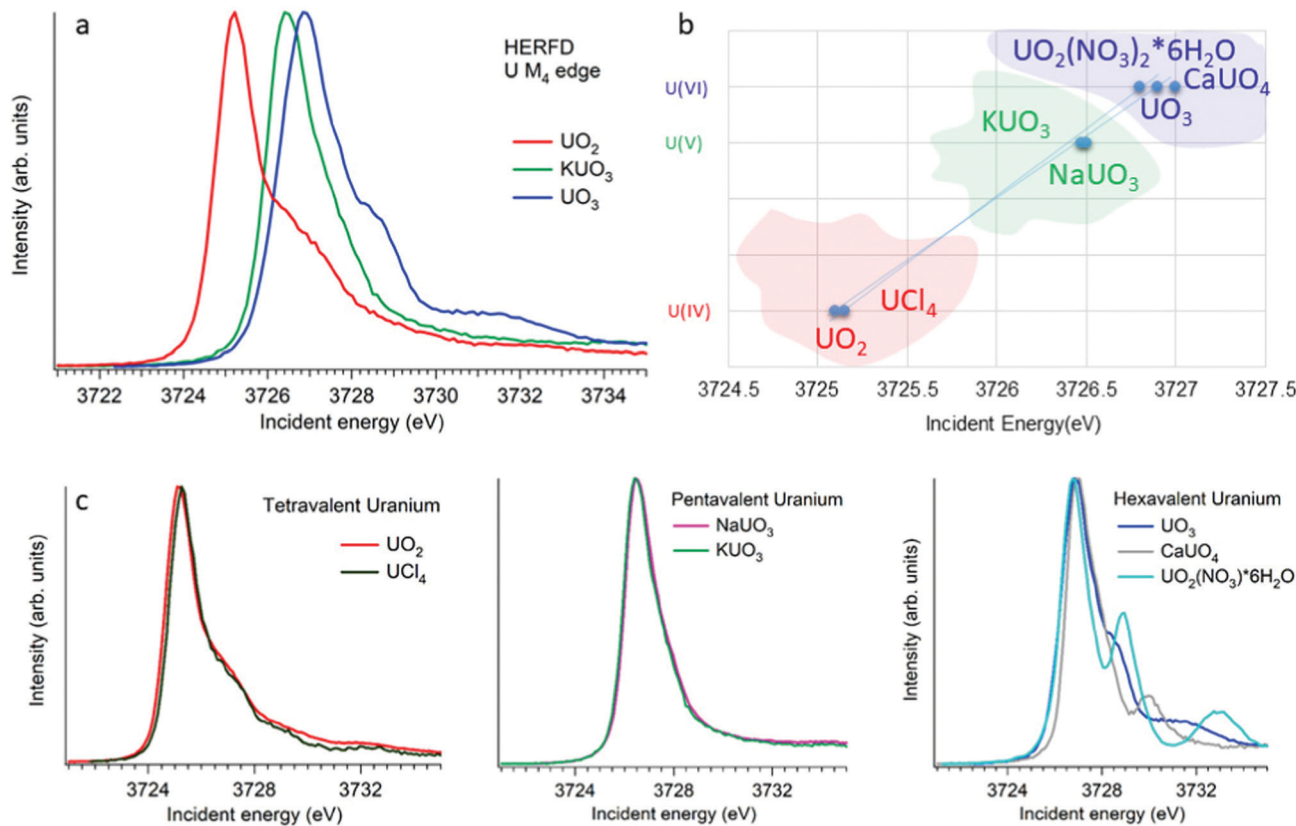 a
HERFD
U M4 edge
UO2
KUO3
UO3
Intensity (arb. units)
3722 3724 3726 3728 3730 3732 3734
Incident energy (eV)
b
UO2(NO3)2*6H2O
CaUO4
U(VI)
UO3
KUO3
U(V)
NaUO3
UCl4
U(IV)
UO2
3724.5 3725 3725.5 3726 3726.5 3727 3727.5
Incident Energy(eV)
c
Tetravalent Uranium
UO2
UCl4
Intensity (arb. units)
3724 3728 3732
Incident energy (eV)
Pentavalent Uranium
NaUO3
KUO3
Intensity (arb. units)
3724 3728 3732
Incident energy (eV)
Hexavalent Uranium
UO3
CaUO4
UO2(NO3)*6H2O
Intensity (arb. units)
3724 3728 3732
Incident energy (eV)